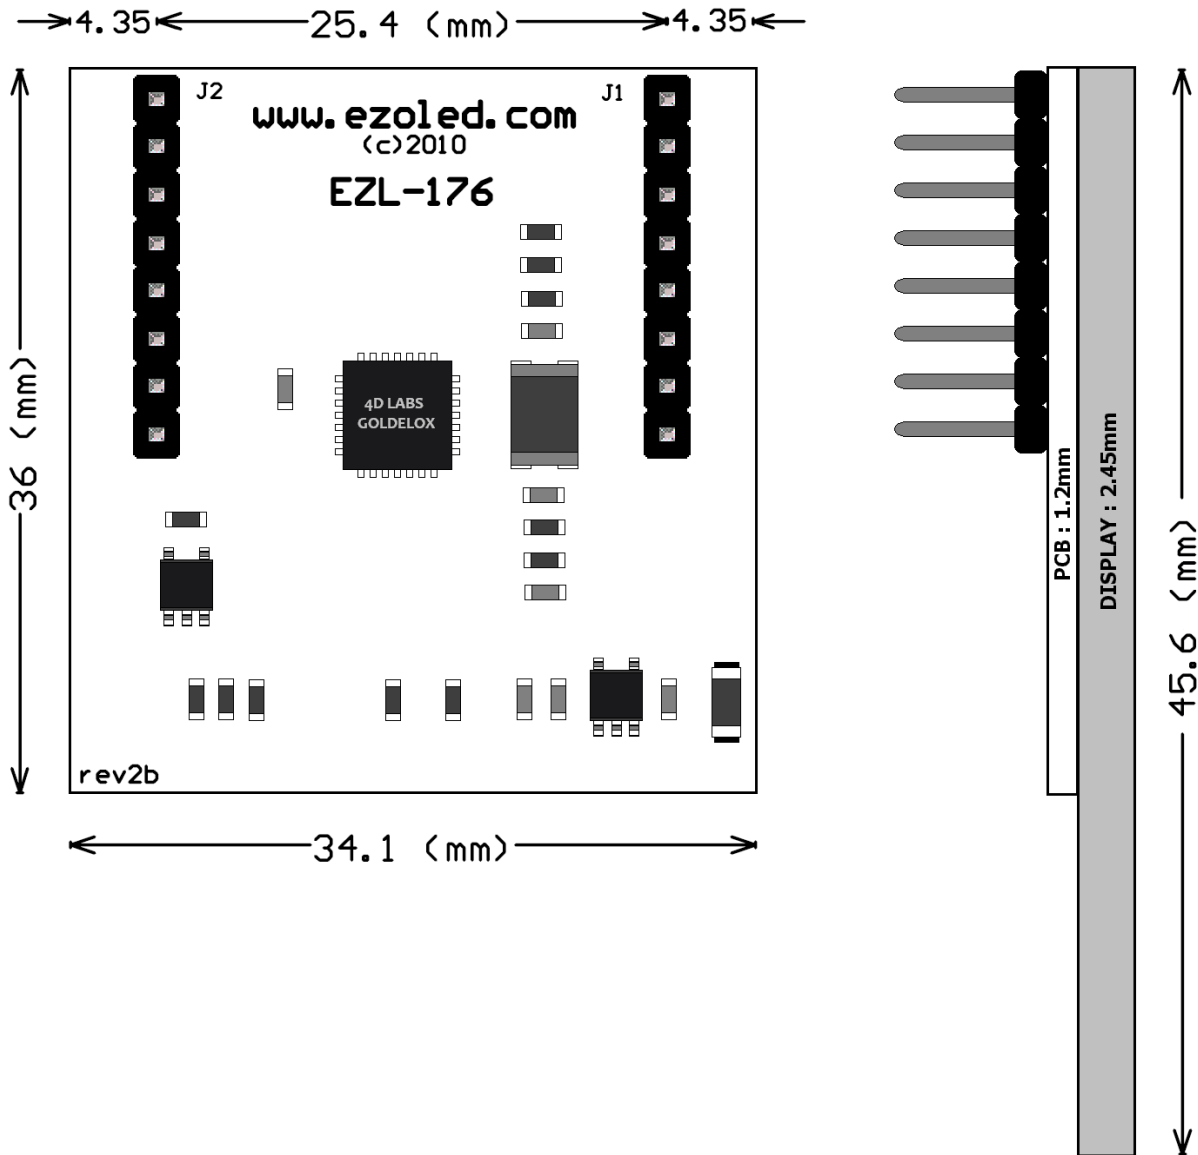 4.35
25.4 (mm)
4.35
J2
J1
www.ezoled.com
(c)2010
EZL-176
4D LABS
GOLDELOX
36 (mm)
PCB : 1.2mm
DISPLAY : 2.45mm
45.6 (mm)
rev2b
34.1 (mm)